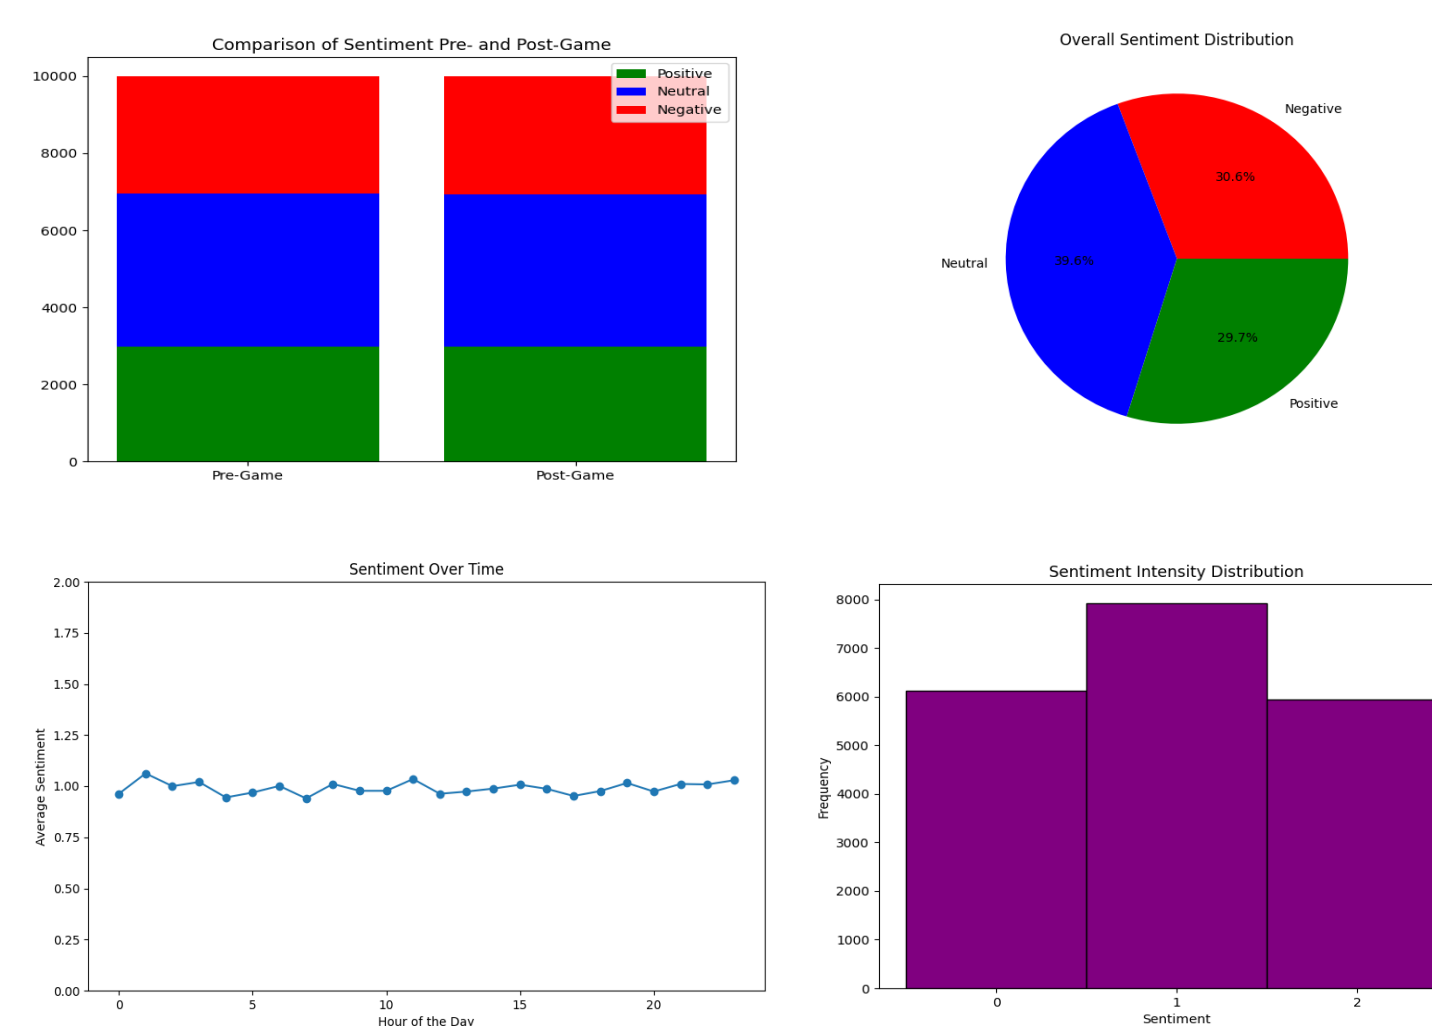 Comparison of Sentiment Pre- and Post-Game
10000
8000
6000
4000
2000
0
Positive
Neutral
Negative
Pre-Game
Post-Game
Overall Sentiment Distribution
Negative
30.6%
Neutral
39.6%
29.7%
Positive
Sentiment Over Time
2.00
1.75
1.50
1.25
1.00
0.75
0.50
0.25
0.00
Average Sentiment
0 5 10 15 20
Hour of the Day
Sentiment Intensity Distribution
8000
7000
6000
5000
4000
3000
2000
1000
0
Frequency
0 1 2
Sentiment